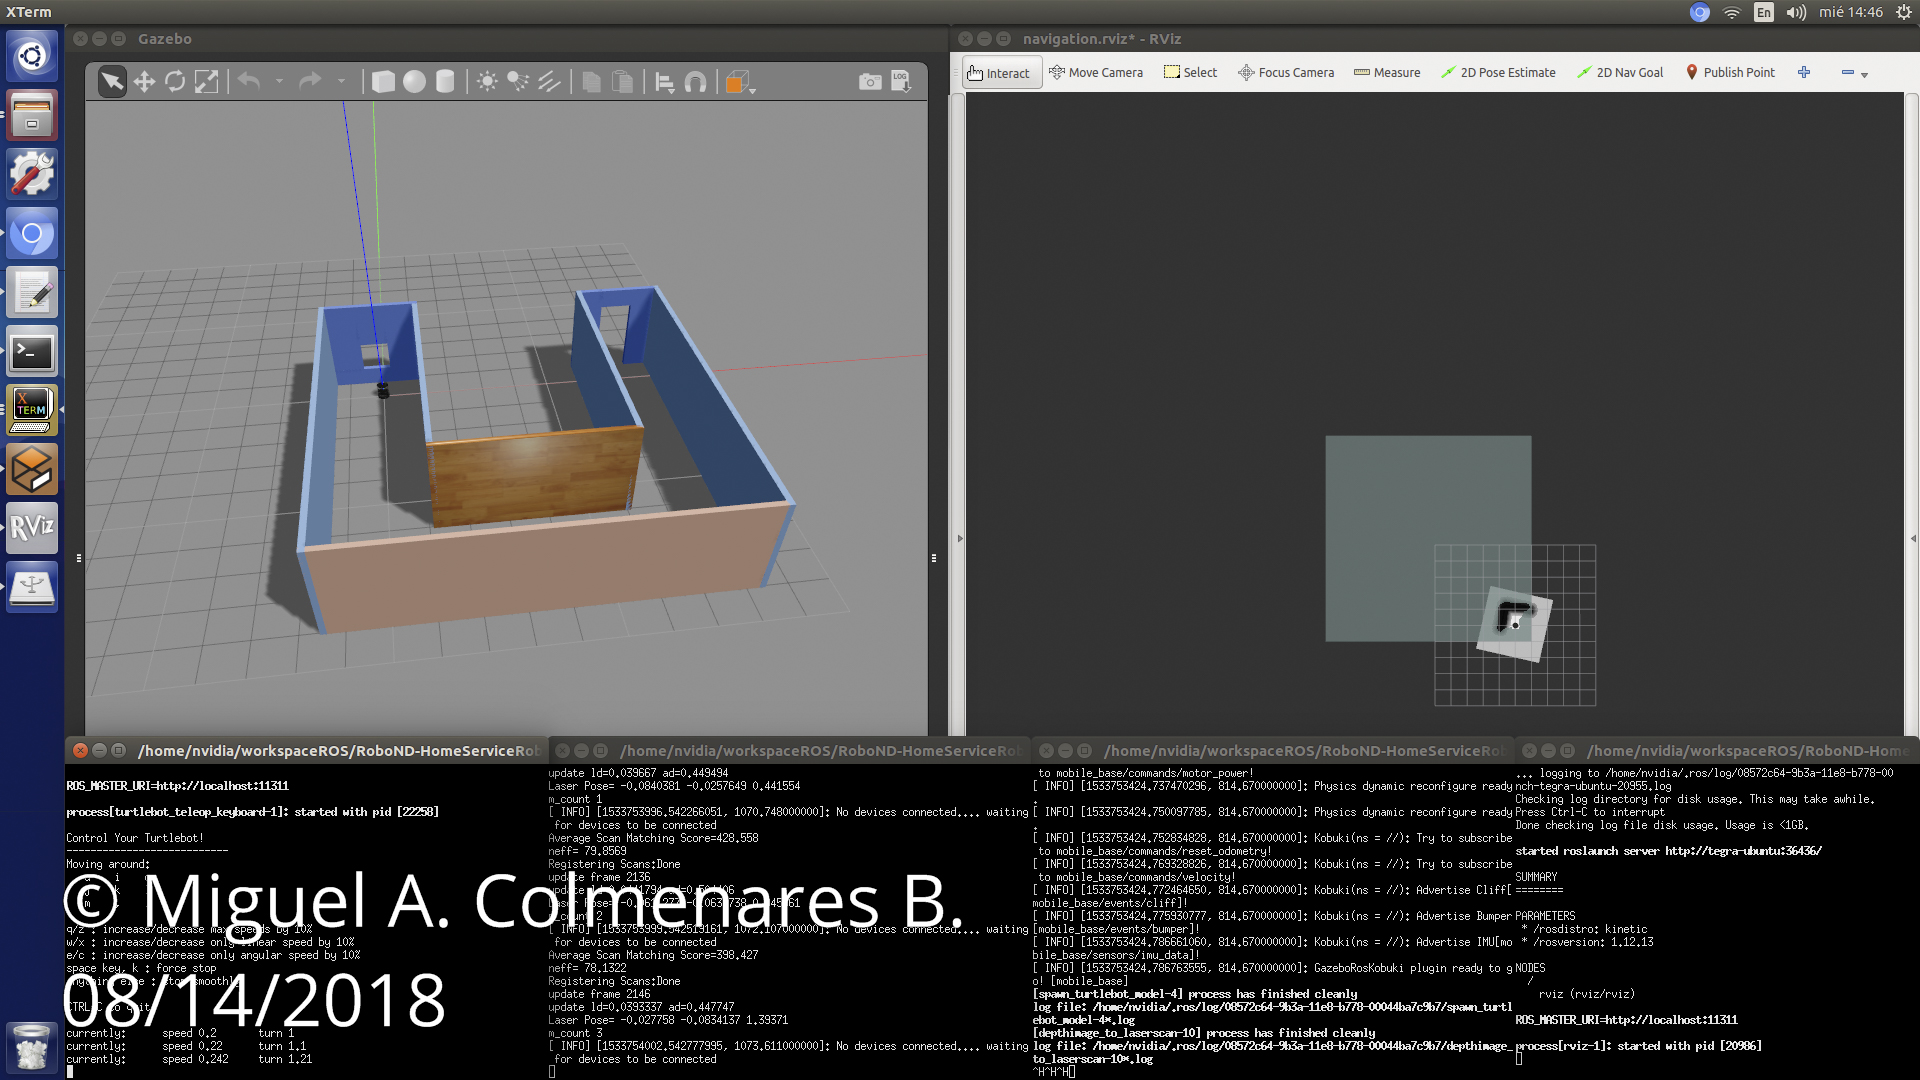 XTerm
En
mié 14:46
Gazebo
LOG
navigation.rviz* - RViz
Interact
Move Camera
Select
Focus Camera
Measure
2D Pose Estimate
2D Nav Goal
Publish Point
X
TERM
RViz
/home/nvidia/workspaceROS/RoboND-HomeServiceRob
ROS_MASTER_URI=http://localhost:11311
process[turtlebot_teleop_keyboard-1]: started with pid [22258]
Control Your Turtlebot!
---------------------------
Moving around:
q/z : increase/decrease max speeds by 10%
w/x : increase/decrease only linear speed by 10%
e/c : increase/decrease only angular speed by 10%
space key, k : force stop
anything else : stop smoothly
CTRL-C to quit
currently: speed 0.2 turn 1
currently: speed 0.22 turn 1.1
currently: speed 0.242 turn 1.21
/home/nvidia/workspaceROS/RoboND-HomeServiceRob
update ld=0.039667 ad=0.449494
Laser Pose= -0.0840381 -0.0257649 0.441554
m_count 1
[ INFO] [1533753996.542266051, 1070.748000000]: No devices connected.... waiting
for devices to be connected
Average Scan Matching Score=428.558
neff= 79.8569
Registering Scans:Done
update frame 2136
m_count 2
[ INFO] [1533753999.542519161, 1072.107000000]: No devices connected.... waiting
for devices to be connected
Average Scan Matching Score=398.427
neff= 78.1322
Registering Scans:Done
update frame 2146
update ld=0.0393337 ad=0.447747
Laser Pose= -0.027758 -0.0834137 1.39371
m_count 3
[ INFO] [1533754002.542777995, 1073.611000000]: No devices connected.... waiting
for devices to be connected
/home/nvidia/workspaceROS/RoboND-HomeServiceRob
to mobile_base/commands/motor_power!
[ INFO] [1533753424.737470296, 814.670000000]: Physics dynamic reconfigure ready
.
[ INFO] [1533753424.750097785, 814.670000000]: Physics dynamic reconfigure ready
.
[ INFO] [1533753424.752834828, 814.670000000]: Kobuki(ns = //): Try to subscribe
to mobile_base/commands/reset_odometry!
[ INFO] [1533753424.769328826, 814.670000000]: Kobuki(ns = //): Try to subscribe
to mobile_base/commands/velocity!
[ INFO] [1533753424.772464650, 814.670000000]: Kobuki(ns = //): Advertise Cliff[
mobile_base/events/cliff]!
[ INFO] [1533753424.775930777, 814.670000000]: Kobuki(ns = //): Advertise Bumper
[mobile_base/events/bumper]!
[ INFO] [1533753424.786661060, 814.670000000]: Kobuki(ns = //): Advertise IMU[mo
bile_base/sensors/imu_data]!
[ INFO] [1533753424.786763555, 814.670000000]: GazeboRosKobuki plugin ready to g
o! [mobile_base]
[spawn_turtlebot_model-4] process has finished cleanly
log file: /home/nvidia/.ros/log/08572c64-9b3a-11e8-b778-00044ba7c9b7/spawn_turtl
ebot_model-4*.log
[depthimage_to_laserscan-10] process has finished cleanly
log file: /home/nvidia/.ros/log/08572c64-9b3a-11e8-b778-00044ba7c9b7/depthimage_
to_laserscan-10*.log
^H^H^H
/home/nvidia/workspaceROS/RoboND-Home
... logging to /home/nvidia/.ros/log/08572c64-9b3a-11e8-b778-00
nch-tegra-ubuntu-20955.log
Checking log directory for disk usage. This may take awhile.
Press Ctrl-C to interrupt
Done checking log file disk usage. Usage is <1GB.
started roslaunch server http://tegra-ubuntu:36436/
SUMMARY
========
PARAMETERS
* /rosdistro: kinetic
* /rosversion: 1.12.13
NODES
/
rviz (rviz/rviz)
ROS_MASTER_URI=http://localhost:11311
process[rviz-1]: started with pid [20986]
© Miguel A. Colmenares B.
08/14/2018